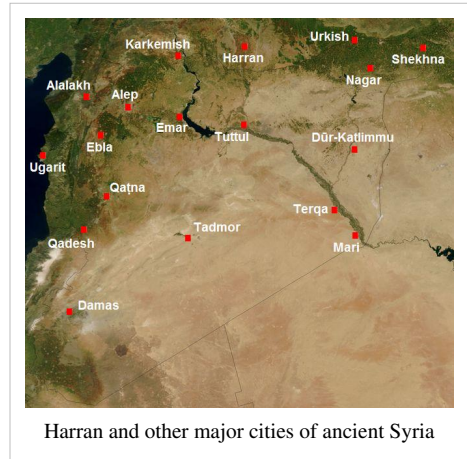 Urkish
Karkemish
Harran
Shekhna
Nagar
Alalakh
Alep
Emar
Tuttul
Ebla
Dūr-Katlimmu
Ugarit
Qaṭna
Terqa
Qadesh
Tadmor
Mari
Damas
Harran and other major cities of ancient Syria